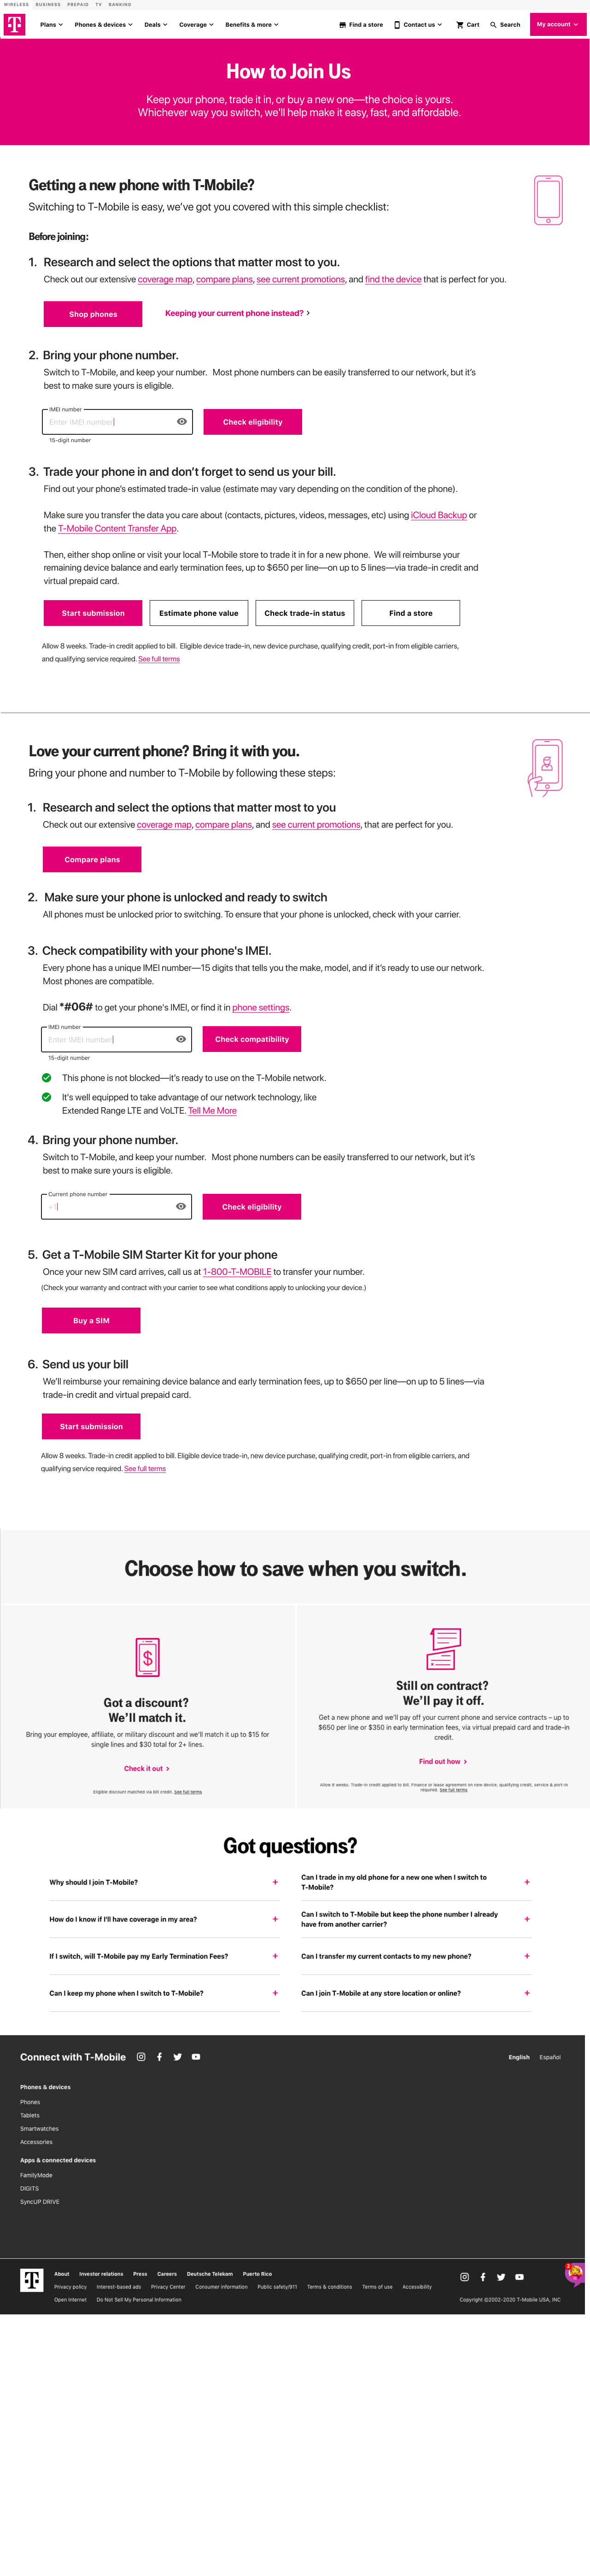 WIRELESS BUSINESS PREPAID TV BANKING
Plans Phones & devices Deals Coverage Benefits & more Find a store Contact us Cart Search My account
How to Join Us
Keep your phone, trade it in, or buy a new one—the choice is yours.
Whichever way you switch, we'll help make it easy, fast, and affordable.
Getting a new phone with T-Mobile?
Switching to T-Mobile is easy, we've got you covered with this simple checklist:
Before joining:
1. Research and select the options that matter most to you.
Check out our extensive coverage map, compare plans, see current promotions, and find the device that is perfect for you.
Shop phones Keeping your current phone instead?
2. Bring your phone number.
Switch to T-Mobile, and keep your number. Most phones numbers can be easily transferred to our network, but it's
best to make sure yours is eligible.
IMEI number
Enter IMEI number Check eligibility
15-digit number
3. Trade your phone in and don't forget to send us your bill.
Find out your phone's estimated trade-in value (estimate may vary depending on the condition of the phone).
Make sure you transfer the data you care about (contacts, pictures, videos, messages, etc) using iCloud Backup or
the T-Mobile Content Transfer App.
Then, either shop online or visit your local T-Mobile store to trade it in for a new phone. We will reimburse your
remaining device balance and early termination fees, up to $650 per line—on up to 5 lines—via trade-in credit and
virtual prepaid card.
Start submission Estimate phone value Check trade-in status Find a store
Allow 8 weeks. Trade-in credit applied to bill. Eligible device trade-in, new device purchase, qualifying credit, port-in from eligible carriers,
and qualifying service required. See full terms
Love your current phone? Bring it with you.
Bring your phone and number to T-Mobile by following these steps:
1. Research and select the options that matter most to you
Check out our extensive coverage map, compare plans, and see current promotions, that are perfect for you.
Compare plans
2. Make sure your phone is unlocked and ready to switch
All phones must be unlocked prior to switching. To ensure that your phone is unlocked, check with your carrier.
3. Check compatibility with your phone's IMEI.
Every phone has a unique IMEI number—15 digits that tells you the make, model, and if it's ready to use our network.
Most phones are compatible.
Dial *#06# to get your phone's IMEI, or find it in phone settings.
IMEI number
Enter IMEI number Check compatibility
15-digit number
This phone is not blocked—it's ready to use on the T-Mobile network.
It's well equipped to take advantage of our network technology, like
Extended Range LTE and VoLTE. Tell Me More
4. Bring your phone number.
Switch to T-Mobile, and keep your number. Most phones numbers can be easily transferred to our network, but it's
best to make sure yours is eligible.
Current phone number
+1 Check eligibility
5. Get a T-Mobile SIM Starter Kit for your phone
Once your new SIM card arrives, call us at 1-800-T-MOBILE to transfer your number.
(Check your warranty and contract with your carrier to see what conditions apply to unlocking your device.)
Buy a SIM
6. Send us your bill
We'll reimburse your remaining device balance and early termination fees, up to $650 per line—on up to 5 lines—via
trade-in credit and virtual prepaid card.
Start submission
Allow 8 weeks. Trade-in credit applied to bill. Eligible device trade-in, new device purchase, qualifying credit, port-in from eligible carriers, and
qualifying service required. See full terms
Choose how to save when you switch.
Got a discount?
We'll match it.
Bring your employee, affiliate, or military discount and we'll match it up to $15 for
single lines and $30 total for 2+ lines.
Check it out
Eligible discount matched via bill credit. See full terms
Still on contract?
We'll pay it off.
Get a new phone and we'll pay off your current phone and service contracts – up to
$650 per line or $350 in early termination fees, via virtual prepaid card and trade-in
credit.
Find out how
Allow 8 weeks. Trade-in credit applied to bill. Finance or lease agreement on new device, qualifying credit, service & port-in
required. See full terms
Got questions?
Why should I join T-Mobile? +
Can I trade in my old phone for a new one when I switch to
T-Mobile? +
How do I know if I'll have coverage in my area? +
Can I switch to T-Mobile but keep the phone number I already
have from another carrier? +
If I switch, will T-Mobile pay my Early Termination Fees? +
Can I transfer my current contacts to my new phone? +
Can I keep my phone when I switch to T-Mobile? +
Can I join T-Mobile at any store location or online? +
Connect with T-Mobile English Español
Phones & devices
Phones
Tablets
Smartwatches
Accessories
Apps & connected devices
FamilyMode
DIGITS
SyncUP DRIVE
About Investor relations Press Careers Deutsche Telekom Puerto Rico
Privacy policy Interest-based ads Privacy Center Consumer information Public safety/911 Terms & conditions Terms of use Accessibility
Open Internet Do Not Sell My Personal Information Copyright ©2002-2020 T-Mobile USA, INC